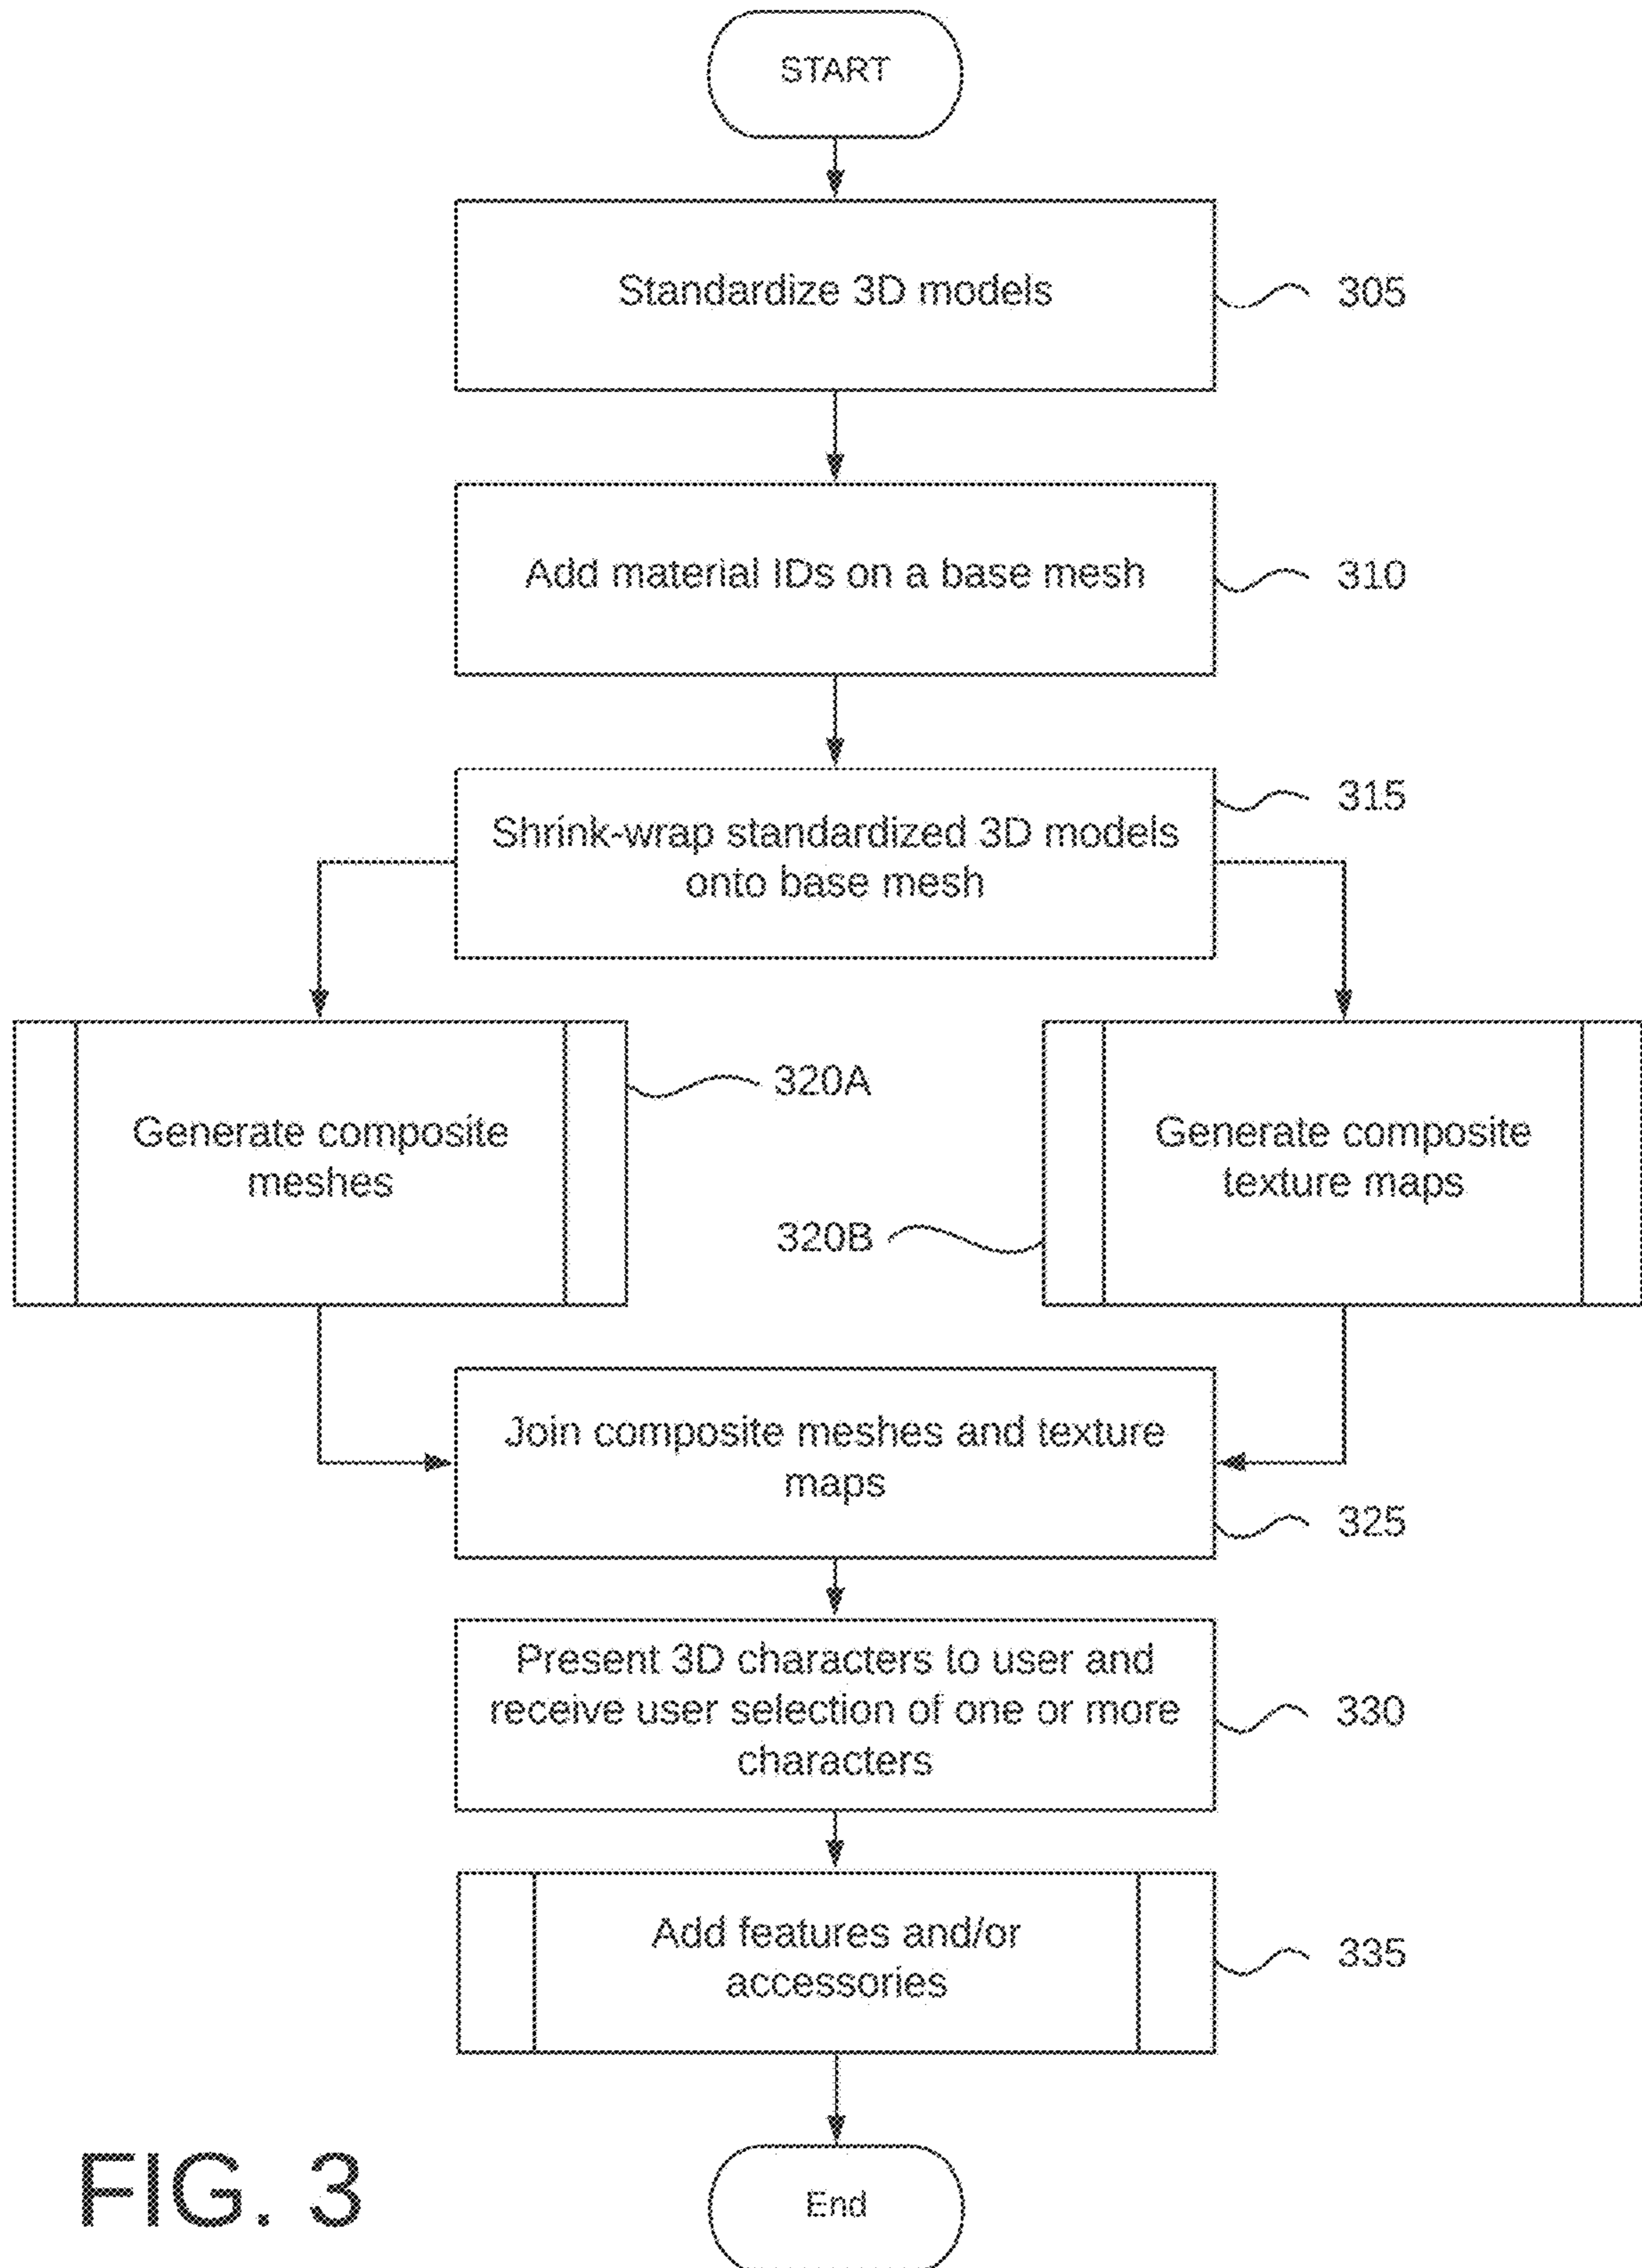 START
Standardize 3D models
305
Add material IDs on a base mesh
310
Shrink-wrap standardized 3D models
onto base mesh
315
Generate composite
meshes
320A
Generate composite
texture maps
320B
Join composite meshes and texture
maps
325
Present 3D characters to user and
receive user selection of one or more
characters
330
Add features and/or
accessories
335
End
FIG. 3